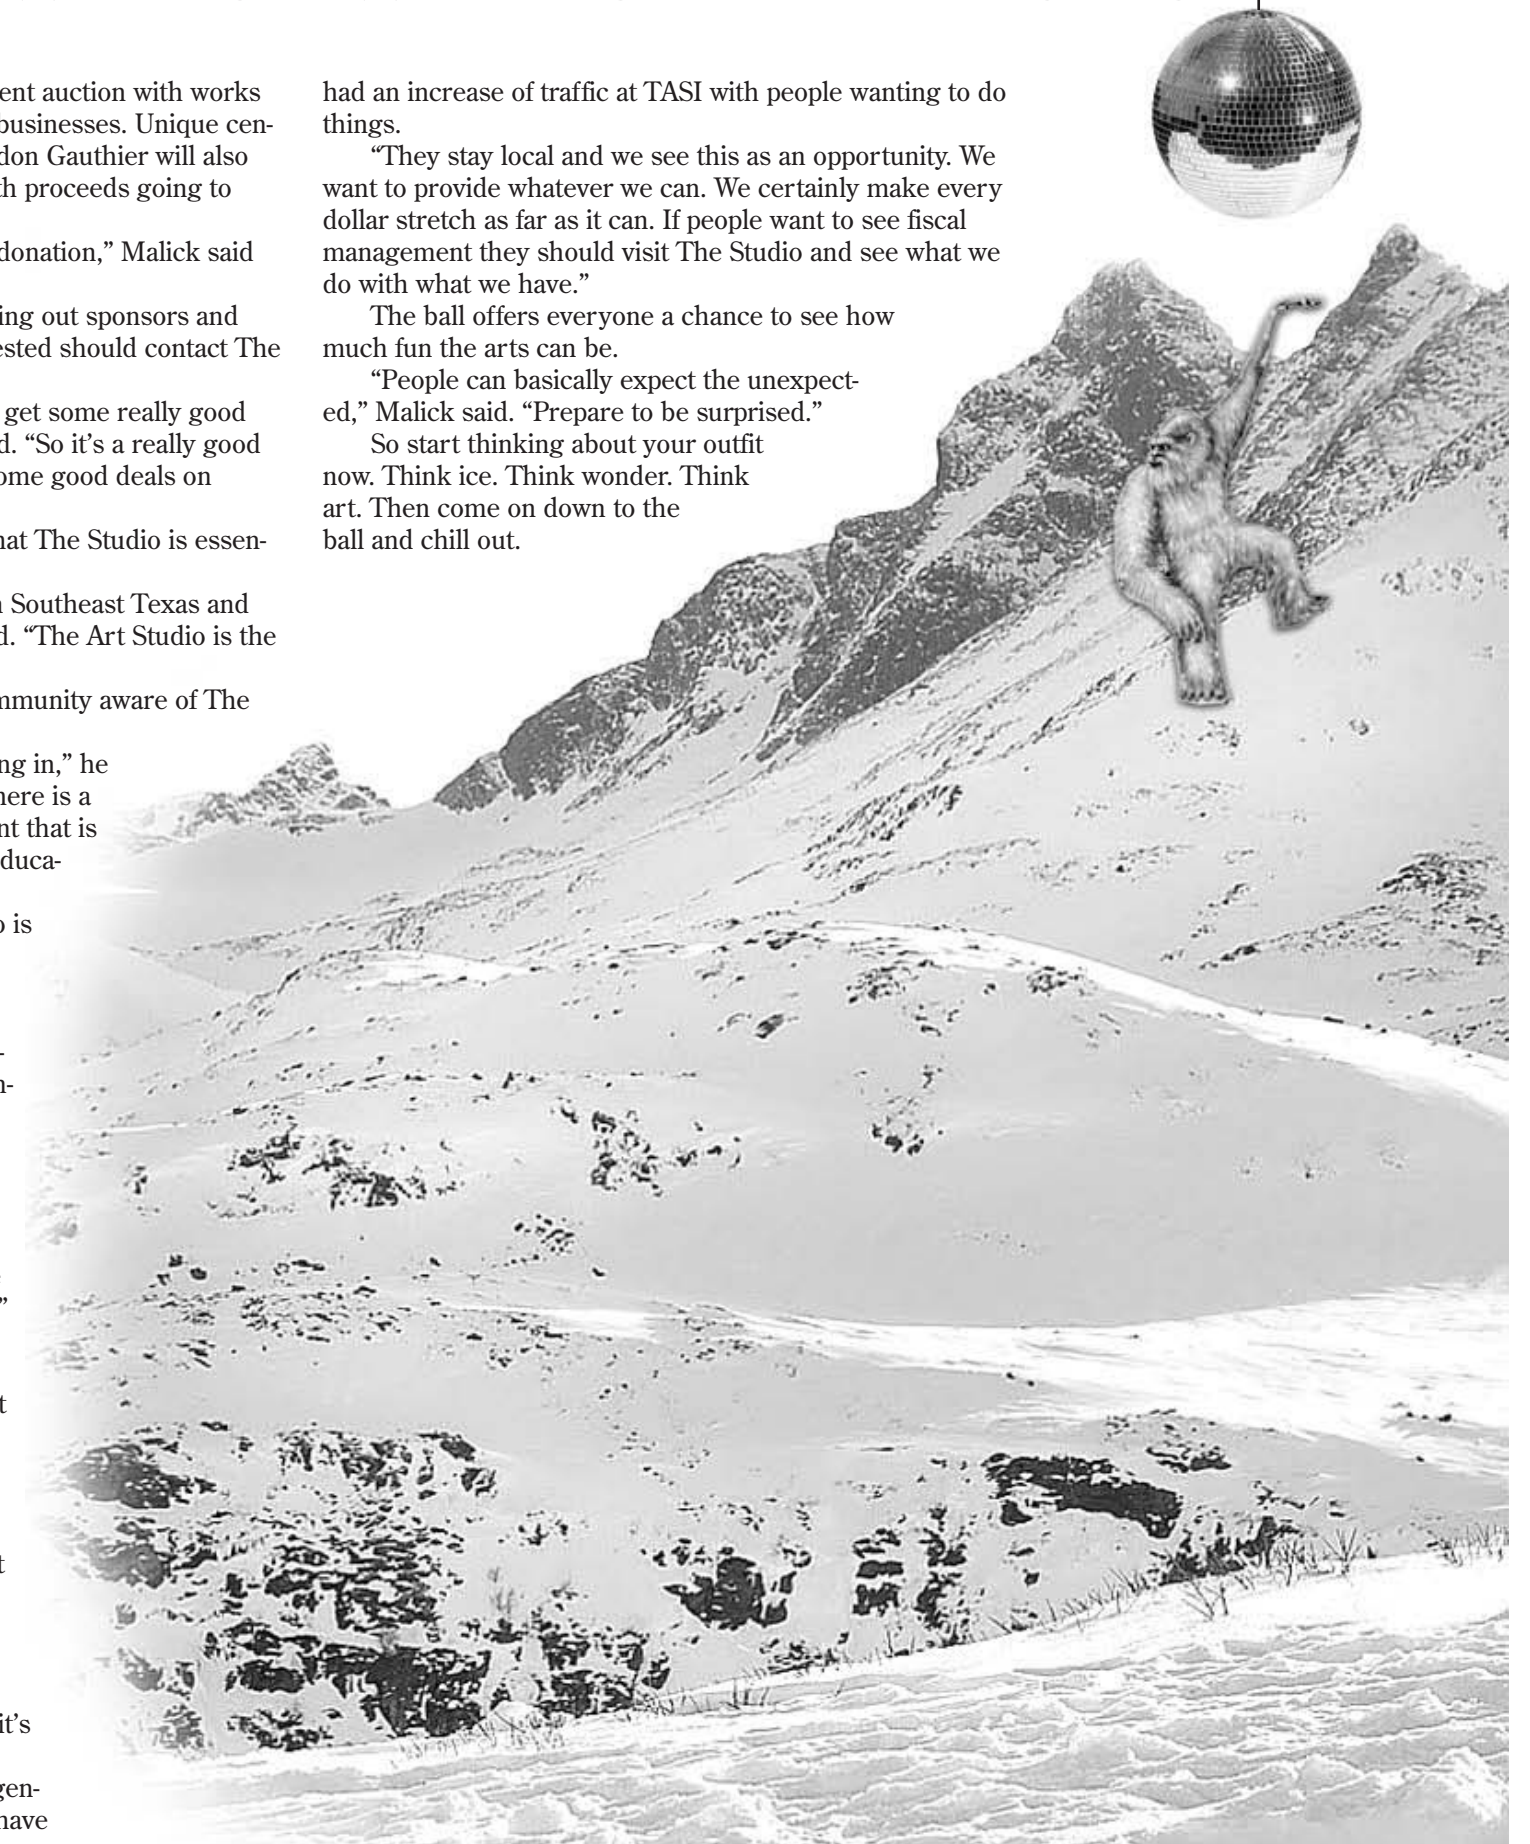 ent auction with works
businesses. Unique cen-
don Gauthier will also
th proceeds going to
donation,” Malick said
ing out sponsors and
ested should contact The
get some really good
d. “So it’s a really good
ome good deals on
hat The Studio is essen-
n Southeast Texas and
d. “The Art Studio is the
mmunity aware of The
ng in,” he
here is a
nt that is
duca-
o is
-
n-
”
t
t
it’s
gen-
have
had an increase of traffic at TASI with people wanting to do
things.
“They stay local and we see this as an opportunity. We
want to provide whatever we can. We certainly make every
dollar stretch as far as it can. If people want to see fiscal
management they should visit The Studio and see what we
do with what we have.”
The ball offers everyone a chance to see how
much fun the arts can be.
“People can basically expect the unexpect-
ed,” Malick said. “Prepare to be surprised.”
So start thinking about your outfit
now. Think ice. Think wonder. Think
art. Then come on down to the
ball and chill out.